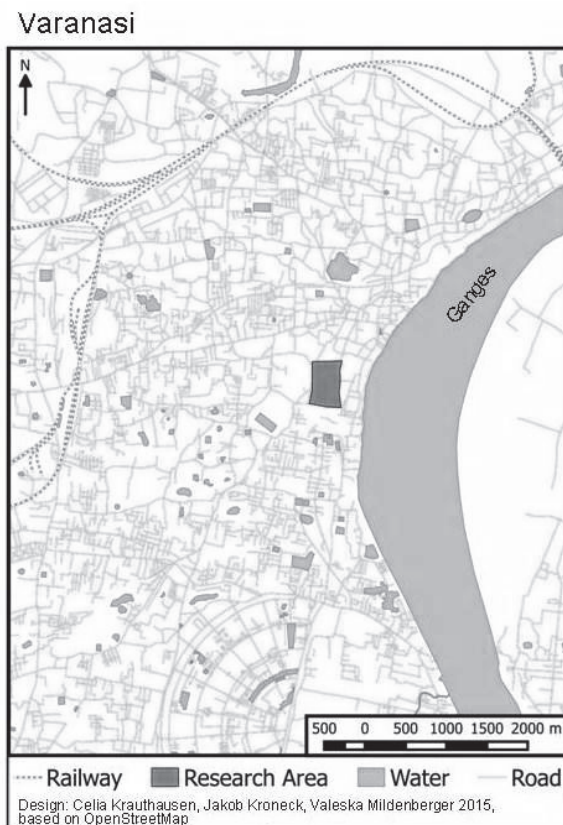 Varanasi
N
Ganges
500 0 500 1000 1500 2000 m
Railway Research Area Water Road
Design: Celia Krauthausen, Jakob Kroneck, Valeska Mildenberger 2015,
based on OpenStreetMap